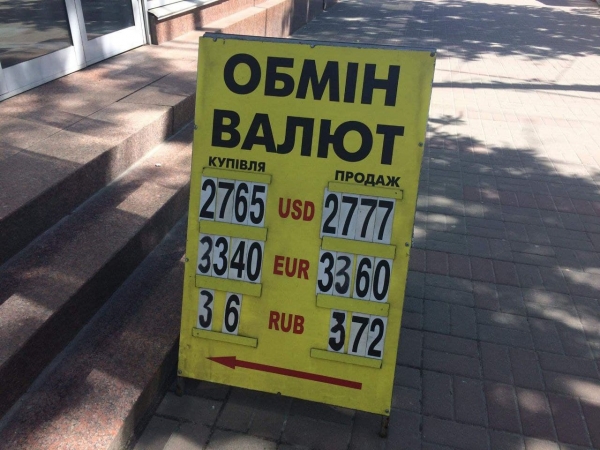 ОБМІН
ВАЛЮТ
КУПІВЛЯ ПРОДАЖ
2765 USD 2777
3340 EUR 3360
3 6 RUB 372